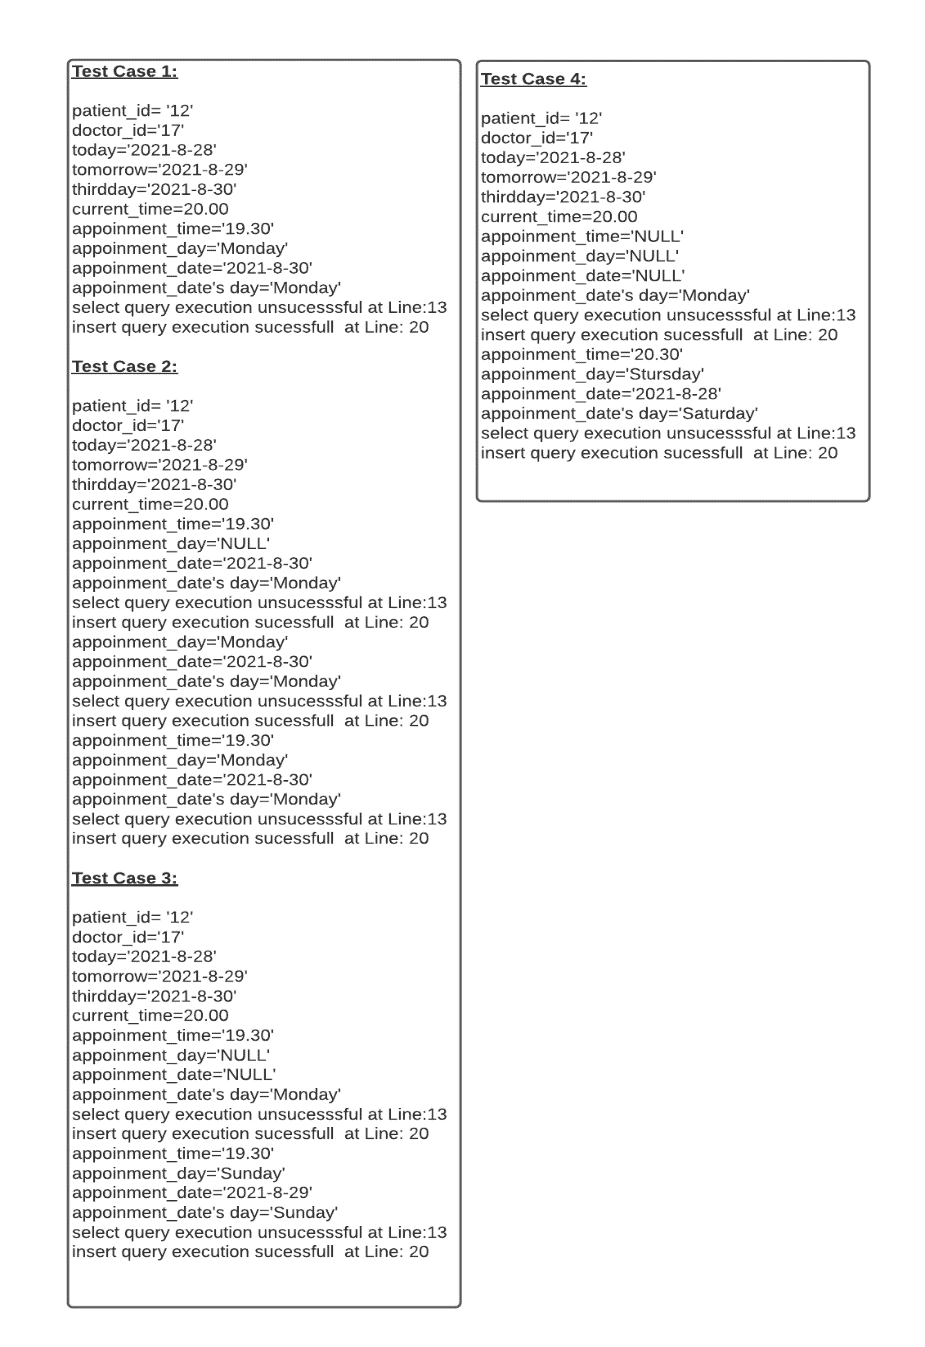 Test Case 1:
patient_id= '12'
doctor_id='17'
today='2021-8-28'
tomorrow='2021-8-29'
thirdday='2021-8-30'
current_time=20.00
appoinment_time='19.30'
appoinment_day='Monday'
appoinment_date='2021-8-30'
appoinment_date's day='Monday'
select query execution unsucesssful at Line:13
insert query execution sucessfull  at Line: 20
Test Case 2:
patient_id= '12'
doctor_id='17'
today='2021-8-28'
tomorrow='2021-8-29'
thirdday='2021-8-30'
current_time=20.00
appoinment_time='19.30'
appoinment_day='NULL'
appoinment_date='2021-8-30'
appoinment_date's day='Monday'
select query execution unsucesssful at Line:13
insert query execution sucessfull  at Line: 20
appoinment_day='Monday'
appoinment_date='2021-8-30'
appoinment_date's day='Monday'
select query execution unsucesssful at Line:13
insert query execution sucessfull  at Line: 20
appoinment_time='19.30'
appoinment_day='Monday'
appoinment_date='2021-8-30'
appoinment_date's day='Monday'
select query execution unsucesssful at Line:13
insert query execution sucessfull  at Line: 20
Test Case 3:
patient_id= '12'
doctor_id='17'
today='2021-8-28'
tomorrow='2021-8-29'
thirdday='2021-8-30'
current_time=20.00
appoinment_time='19.30'
appoinment_day='NULL'
appoinment_date='NULL'
appoinment_date's day='Monday'
select query execution unsucesssful at Line:13
insert query execution sucessfull  at Line: 20
appoinment_time='19.30'
appoinment_day='Sunday'
appoinment_date='2021-8-29'
appoinment_date's day='Sunday'
select query execution unsucesssful at Line:13
insert query execution sucessfull  at Line: 20
Test Case 4:
patient_id= '12'
doctor_id='17'
today='2021-8-28'
tomorrow='2021-8-29'
thirdday='2021-8-30'
current_time=20.00
appoinment_time='NULL'
appoinment_day='NULL'
appoinment_date='NULL'
appoinment_date's day='Monday'
select query execution unsucesssful at Line:13
insert query execution sucessfull  at Line: 20
appoinment_time='20.30'
appoinment_day='Stursday'
appoinment_date='2021-8-28'
appoinment_date's day='Saturday'
select query execution unsucesssful at Line:13
insert query execution sucessfull  at Line: 20